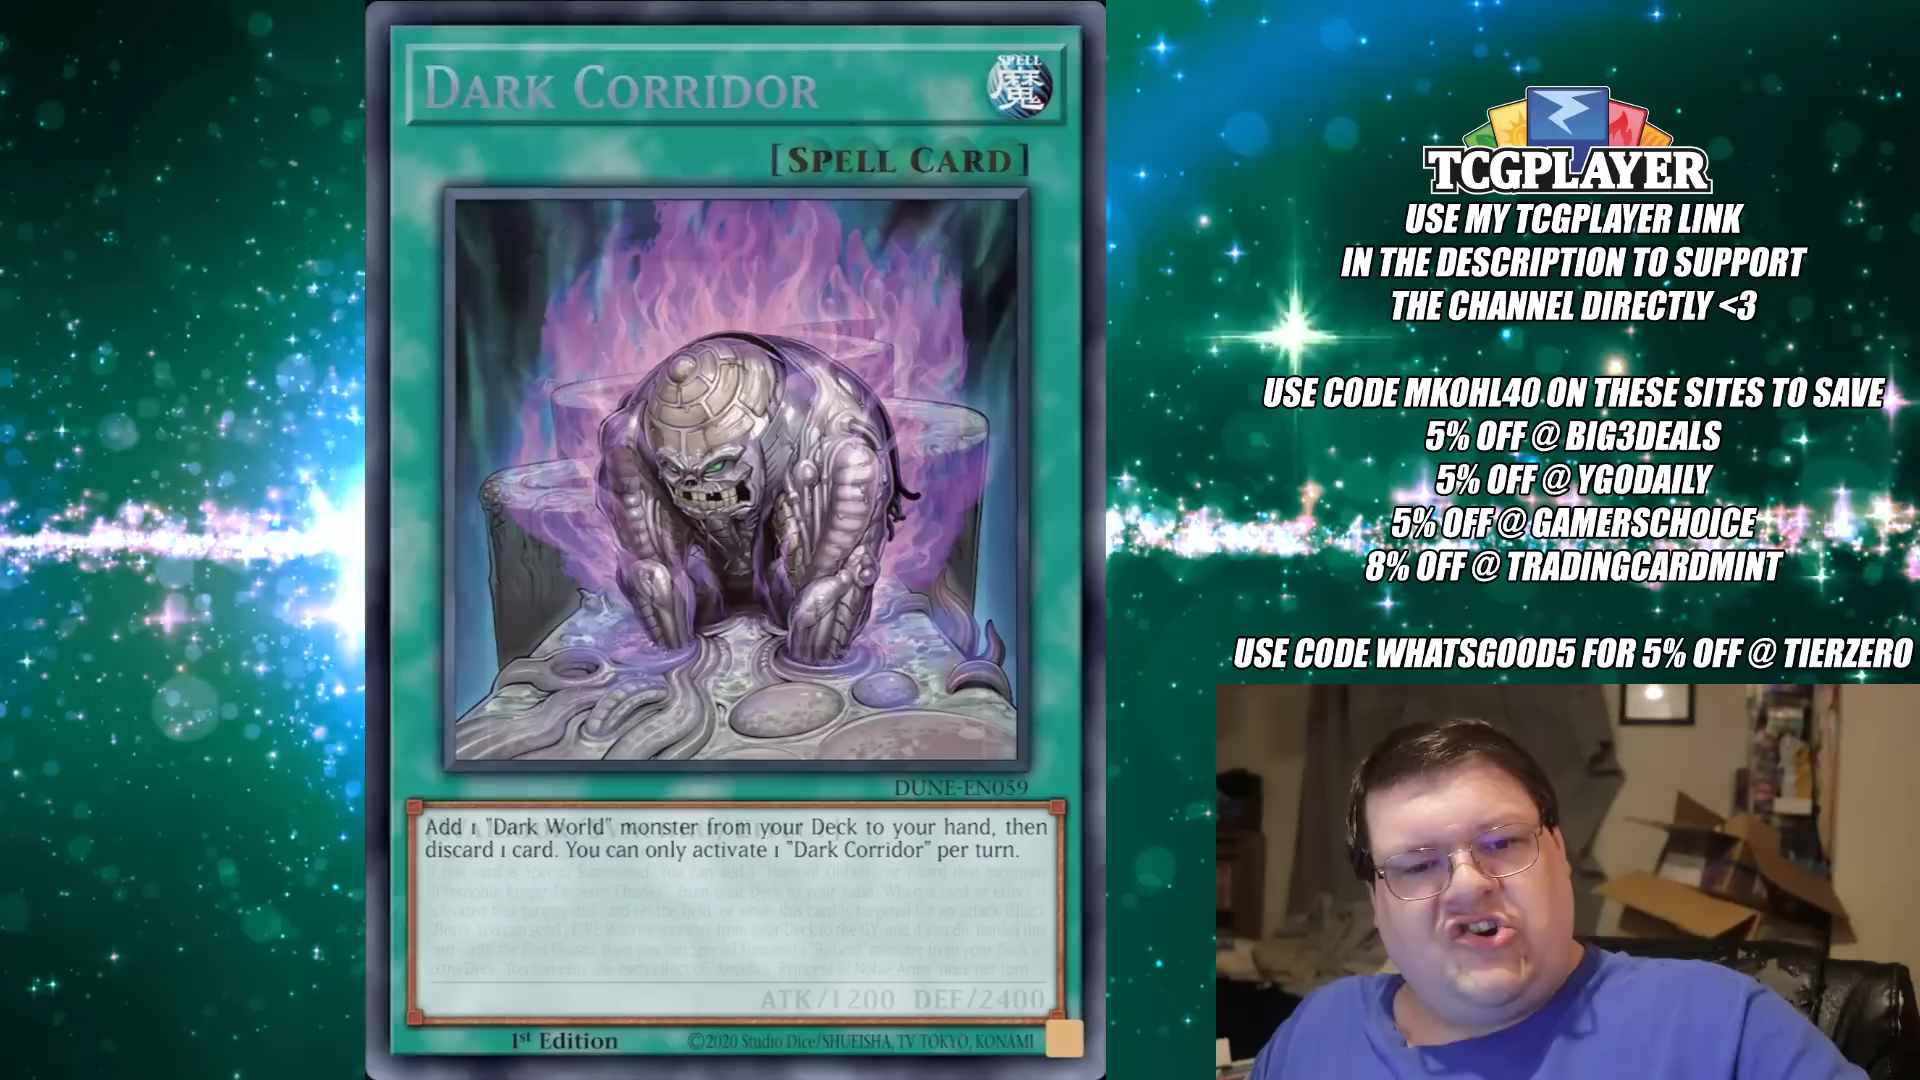 DARK CORRIDOR
SPELL
魔
[SPELL CARD]
DUNE-EN059
Add 1 "Dark World" monster from your Deck to your hand, then
discard 1 card. You can only activate 1 "Dark Corridor" per turn.
ATK/1200 DEF/2400
1st Edition
©2020 Studio Dice/SHUEISHA, TV TOKYO, KONAMI
TCGPLAYER
USE MY TCGPLAYER LINK
IN THE DESCRIPTION TO SUPPORT
THE CHANNEL DIRECTLY <3
USE CODE MKOHL40 ON THESE SITES TO SAVE
5% OFF @ BIG3DEALS
5% OFF @ YGODAILY
5% OFF @ GAMERSCHOICE
8% OFF @ TRADINGCARDMINT
USE CODE WHATSGOOD5 FOR 5% OFF @ TIERZERO